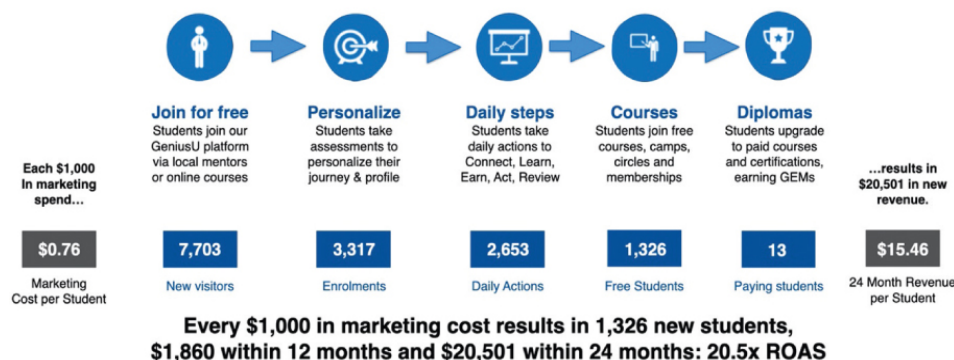 Join for free
Students join our
GeniusU platform
via local mentors
or online courses
Personalize
Students take
assessments to
personalize their
journey & profile
Daily steps
Students take
daily actions to
Connect, Learn,
Earn, Act, Review
Courses
Students join free
courses, camps,
circles and
memberships
Diplomas
Students upgrade
to paid courses
and certifications,
earning GEMs
Each $1,000
In marketing
spend...
...results in
$20,501 in new
revenue.
$0.76
Marketing
Cost per Student
7,703
New visitors
3,317
Enrolments
2,653
Daily Actions
1,326
Free Students
13
Paying students
$15.46
24 Month Revenue
per Student
Every $1,000 in marketing cost results in 1,326 new students,
$1,860 within 12 months and $20,501 within 24 months: 20.5x ROAS